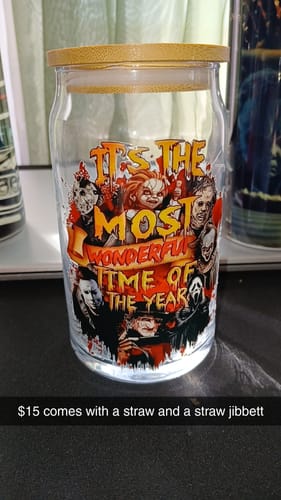 IT'S THE
MOST
WONDERFUL
TIME OF
THE YEAR
$15 comes with a straw and a straw jibbett